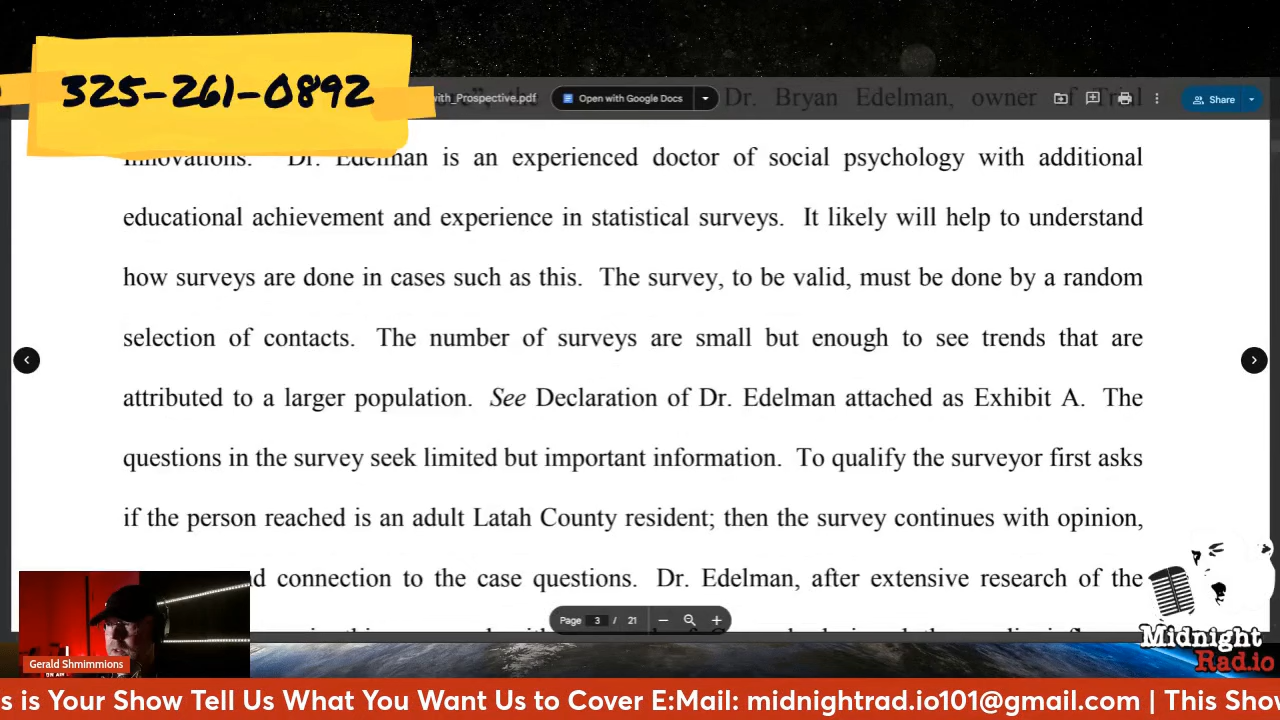 325-261-0892
with_Prospective.pdf
Open with Google Docs
Dr. Bryan Edelman, owner of
Share
Innovations. Dr. Edelman is an experienced doctor of social psychology with additional
educational achievement and experience in statistical surveys. It likely will help to understand
how surveys are done in cases such as this. The survey, to be valid, must be done by a random
selection of contacts. The number of surveys are small but enough to see trends that are
attributed to a larger population. See Declaration of Dr. Edelman attached as Exhibit A. The
questions in the survey seek limited but important information. To qualify the surveyor first asks
if the person reached is an adult Latah County resident; then the survey continues with opinion,
connection to the case questions. Dr. Edelman, after extensive research of the
Page 3 / 21
Gerald Shmimmions
ON AIR
Midnight
Rad.io
s is Your Show Tell Us What You Want Us to Cover E:Mail: midnightrad.io101@gmail.com | This Show